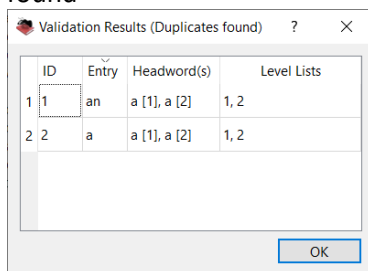 found
Validation Results (Duplicates found) ? ×
ID Entry Headword(s) Level Lists
1 1 an a [1], a [2] 1, 2
2 2 a a [1], a [2] 1, 2
OK